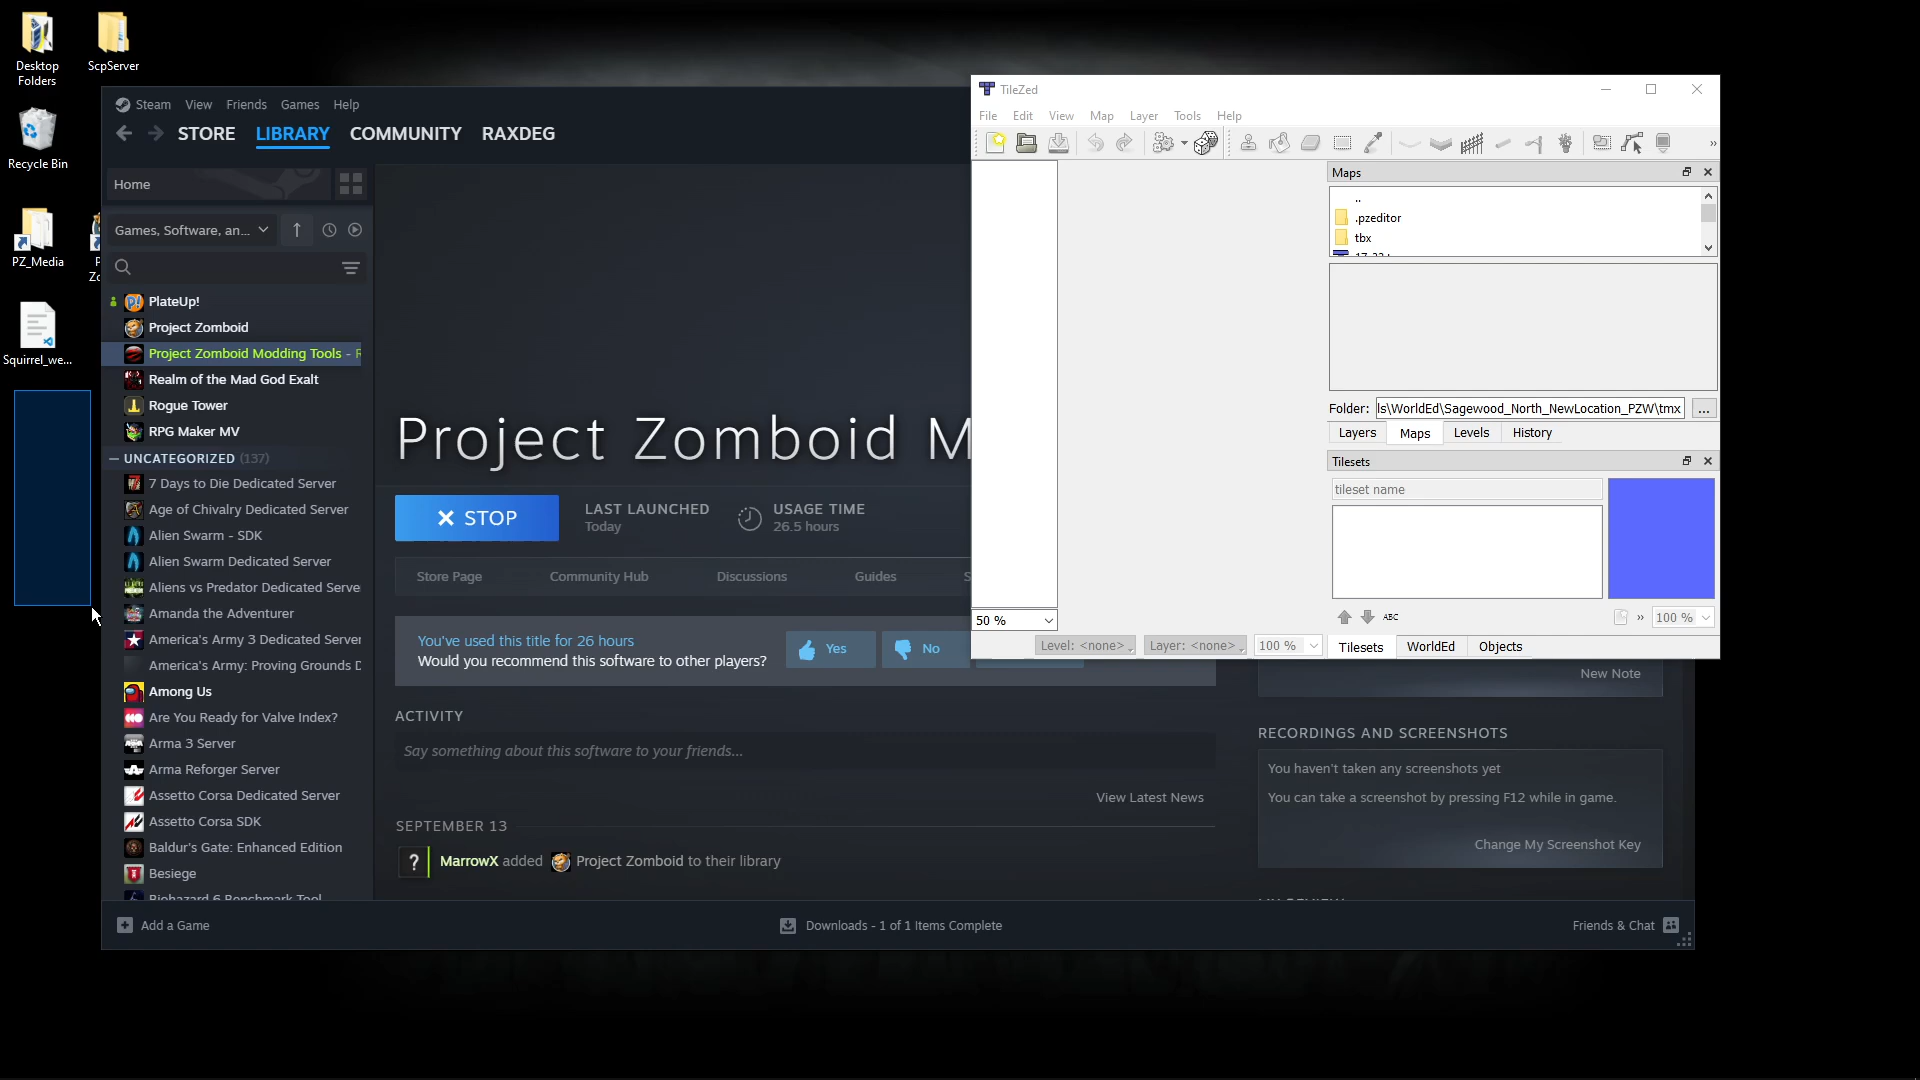 Desktop
Folders
ScpServer
Recycle Bin
PZ_Media
Squirrel_we...
Steam View Friends Games Help
STORE LIBRARY COMMUNITY RAXDEG
Home
Games, Software, an...
PlateUp!
Project Zomboid
Project Zomboid Modding Tools - R
Realm of the Mad God Exalt
Rogue Tower
RPG Maker MV
UNCATEGORIZED (137)
7 Days to Die Dedicated Server
Age of Chivalry Dedicated Server
Alien Swarm - SDK
Alien Swarm Dedicated Server
Aliens vs Predator Dedicated Serve
Amanda the Adventurer
America's Army 3 Dedicated Server
America's Army: Proving Grounds D
Among Us
Are You Ready for Valve Index?
Arma 3 Server
Arma Reforger Server
Assetto Corsa Dedicated Server
Assetto Corsa SDK
Baldur's Gate: Enhanced Edition
Besiege
Biohazard 6 Benchmark Tool
Add a Game
Project Zomboid M
STOP
LAST LAUNCHED
Today
USAGE TIME
26.5 hours
Store Page Community Hub Discussions Guides S
You've used this title for 26 hours
Would you recommend this software to other players?
Yes No
ACTIVITY
Say something about this software to your friends...
View Latest News
SEPTEMBER 13
? MarrowX added Project Zomboid to their library
New Note
RECORDINGS AND SCREENSHOTS
You haven't taken any screenshots yet
You can take a screenshot by pressing F12 while in game.
Change My Screenshot Key
Downloads - 1 of 1 Items Complete
Friends & Chat
TileZed
File Edit View Map Layer Tools Help
Maps
..
.pzeditor
tbx
Folder: ls\WorldEd\Sagewood_North_NewLocation_PZW\tmx ...
Layers Maps Levels History
Tilesets
tileset name
ABC
100 %
50 %
Level: <none> Layer: <none> 100 %
Tilesets WorldEd Objects